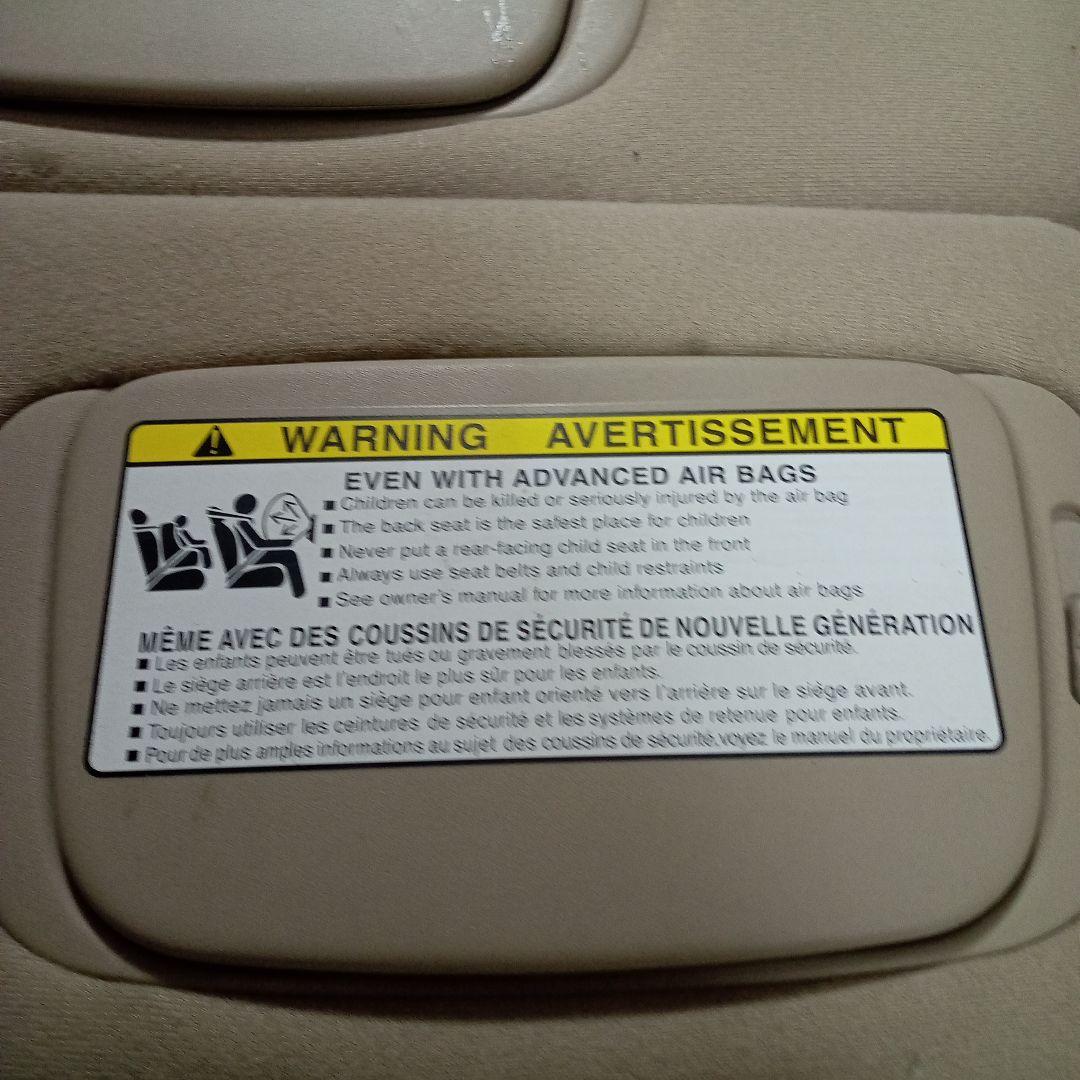 WARNING AVERTISSEMENT
EVEN WITH ADVANCED AIR BAGS
■ Children can be killed or seriously injured by the air bag
■ The back seat is the safest place for children
■ Never put a rear-facing child seat in the front
■ Always use seat belts and child restraints
■ See owner's manual for more information about air bags
MÊME AVEC DES COUSSINS DE SÉCURITÉ DE NOUVELLE GÉNÉRATION
■ Les enfants peuvent être tués ou gravement blessés par le coussin de sécurité.
■ Le siège arrière est l'endroit le plus sûr pour les enfants.
■ Ne mettez jamais un siège pour enfant orienté vers l'arrière sur le siège avant.
■ Toujours utiliser les ceintures de sécurité et les systèmes de retenue pour enfants.
■ Pour de plus amples informations au sujet des coussins de sécurité,voyez le manuel du propriétaire.